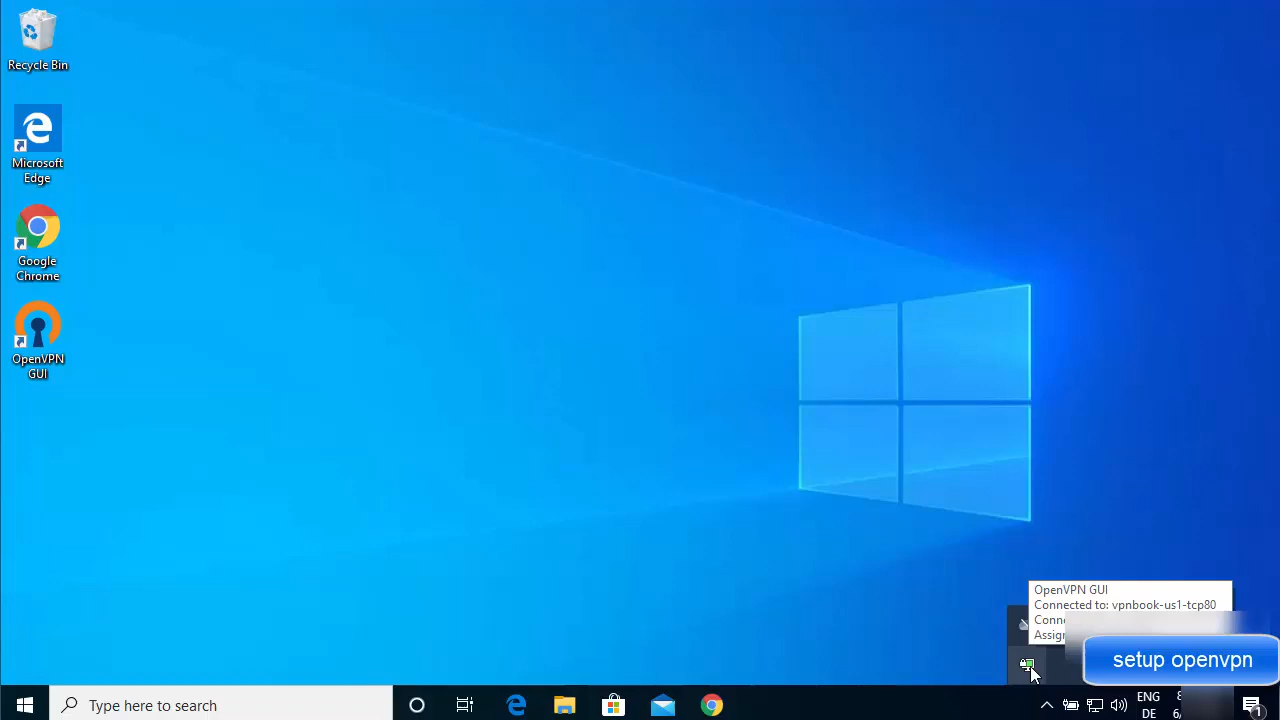 Recycle Bin
Microsoft
Edge
Google
Chrome
OpenVPN
GUI
OpenVPN GUI
Connected to: vpnbook-us1-tcp80
setup openvpn
Type here to search
ENG
DE
1